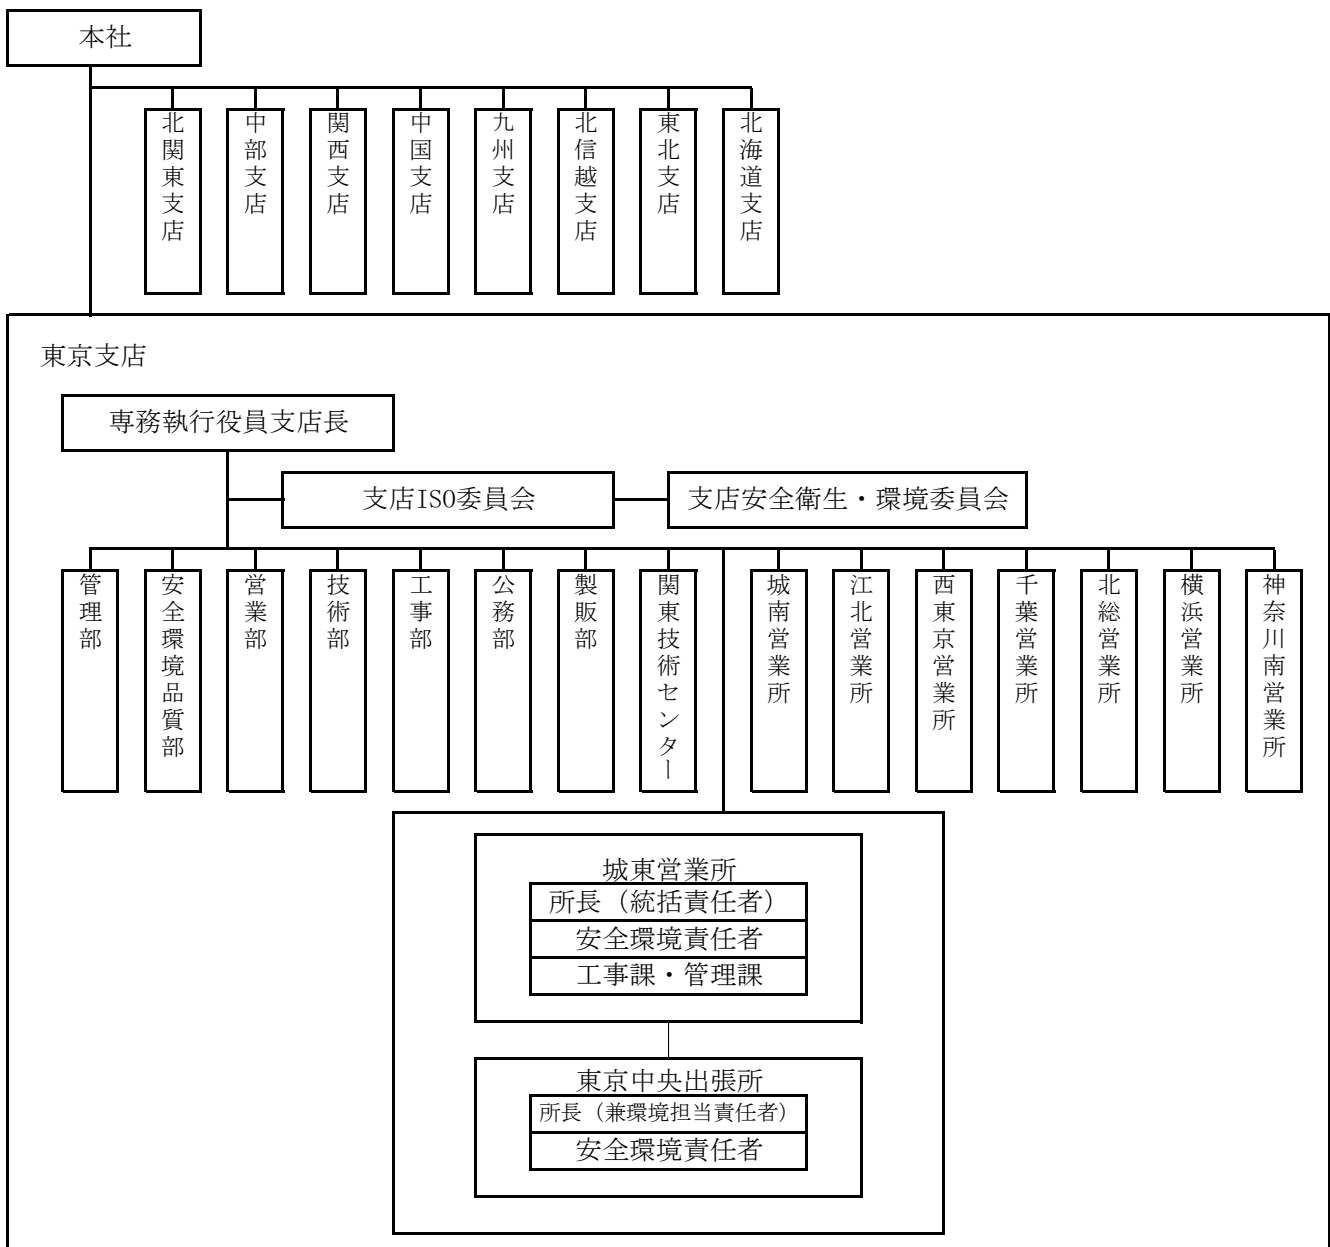 本社
北関東支店
中部支店
関西支店
中国支店
九州支店
北信越支店
東北支店
北海道支店
東京支店
専務執行役員支店長
支店ISO委員会
支店安全衛生・環境委員会
管理部
安全環境品質部
営業部
技術部
工事部
公務部
製販部
関東技術センター
城南営業所
江北営業所
西東京営業所
千葉営業所
北総営業所
横浜営業所
神奈川南営業所
城東営業所
所長（統括責任者）
安全環境責任者
工事課・管理課
東京中央出張所
所長（兼環境担当責任者）
安全環境責任者